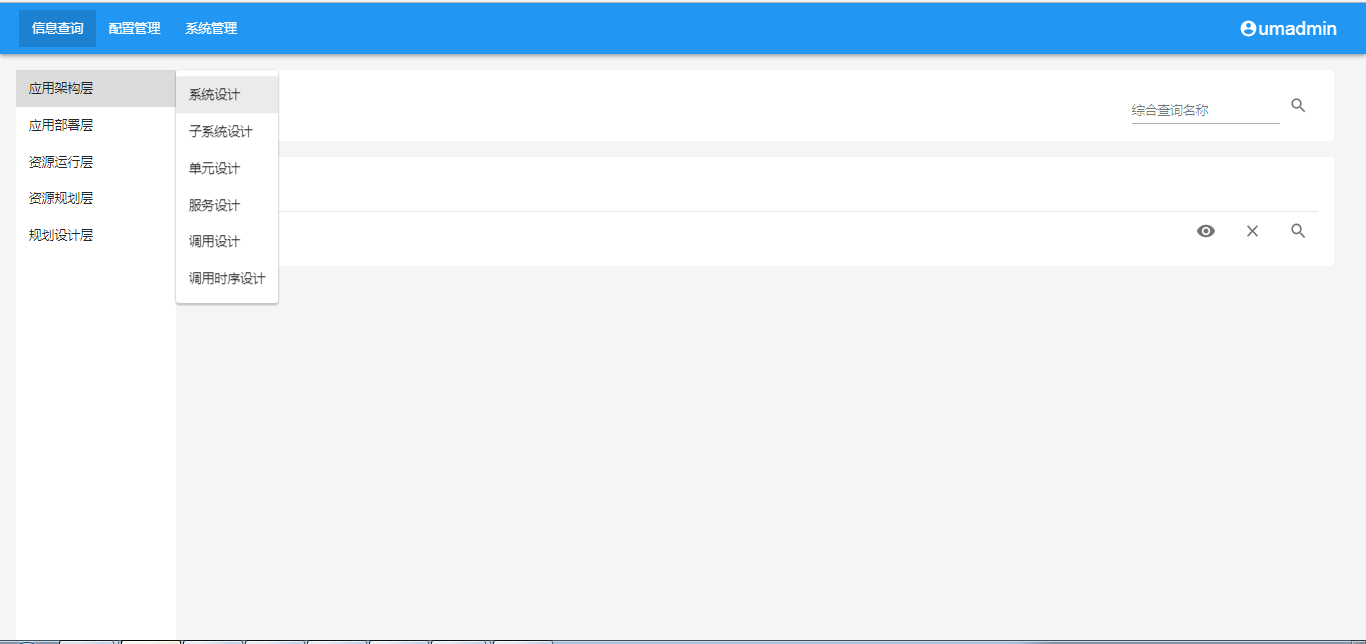 信息查询 配置管理 系统管理 umadmin
应用架构层
应用部署层
资源运行层
资源规划层
规划设计层
系统设计
子系统设计
单元设计
服务设计
调用设计
调用时序设计
综合查询名称